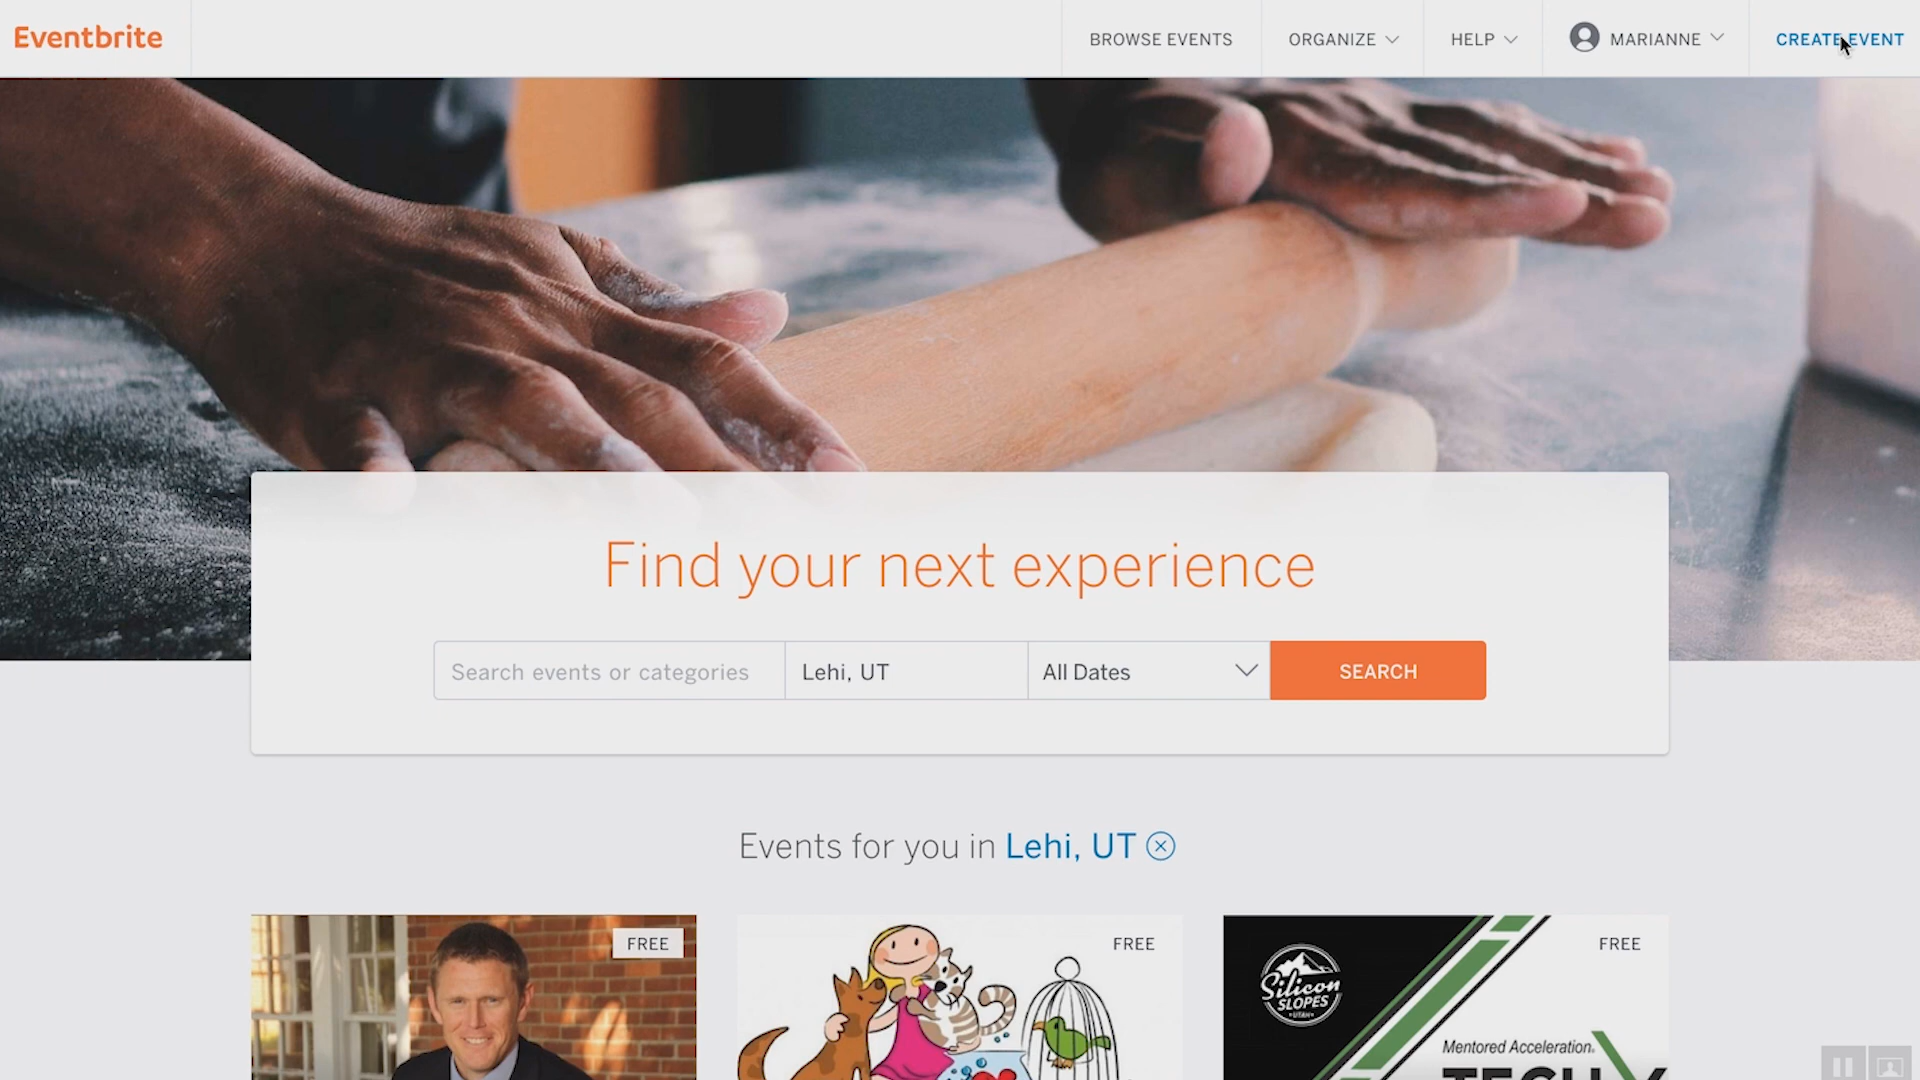 Eventbrite
BROWSE EVENTS
ORGANIZE
HELP
MARIANNE
CREATE EVENT
Find your next experience
Search events or categories
Lehi, UT
All Dates
SEARCH
Events for you in Lehi, UT
FREE
FREE
FREE
Silicon
SLOPES
UTAH
Mentored Acceleration